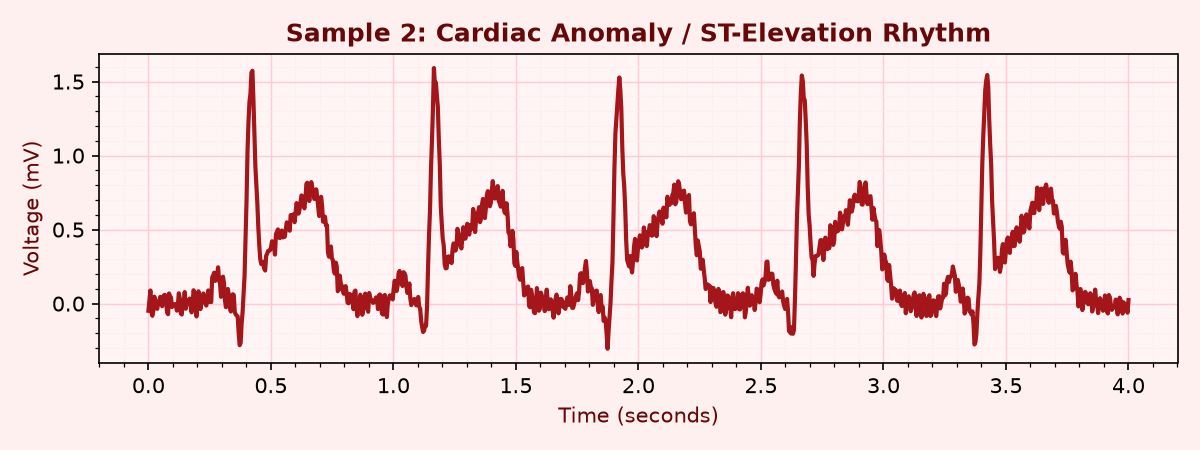 Sample 2: Cardiac Anomaly / ST-Elevation Rhythm
Voltage (mV)
1.5
1.0
0.5
0.0
0.0 0.5 1.0 1.5 2.0 2.5 3.0 3.5 4.0
Time (seconds)